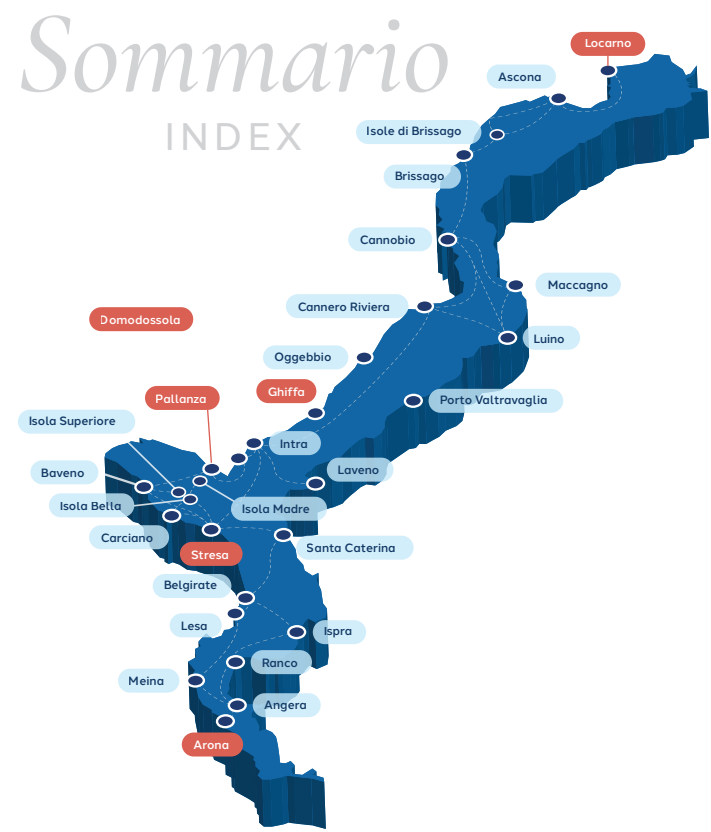 Sommario
INDEX
Locarno
Ascona
Isole di Brissago
Brissago
Cannobio
Maccagno
Cannero Riviera
Domodossola
Luino
Oggebbio
Ghiffa
Pallanza
Porto Valtravaglia
Isola Superiore
Intra
Baveno
Laveno
Isola Bella
Isola Madre
Carciano
Stresa
Santa Caterina
Belgirate
Lesa
Ispra
Ranco
Meina
Angera
Arona